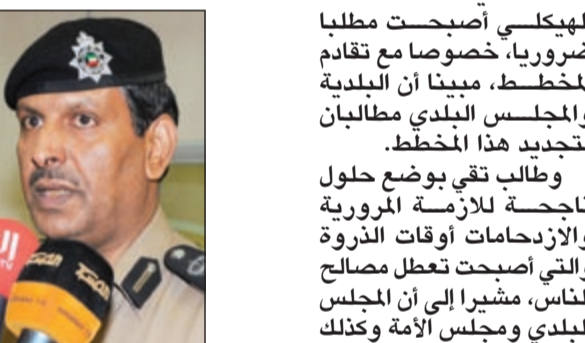 لهيكلي أصبحت مطلبا
ضروريا، خصوصا مع تقادم
المخطط، مبينا أن البلدية
والمجلس البلدي مطالبان
بتجديد هذا المخطط.
وطالب تقي بوضع حلول
ناجحة للازمة المرورية
والازدحامات أوقات الذروة
والتي أصبحت تعطل مصالح
الناس، مشيرا إلى أن المجلس
البلدي ومجلس الأمة وكذلك